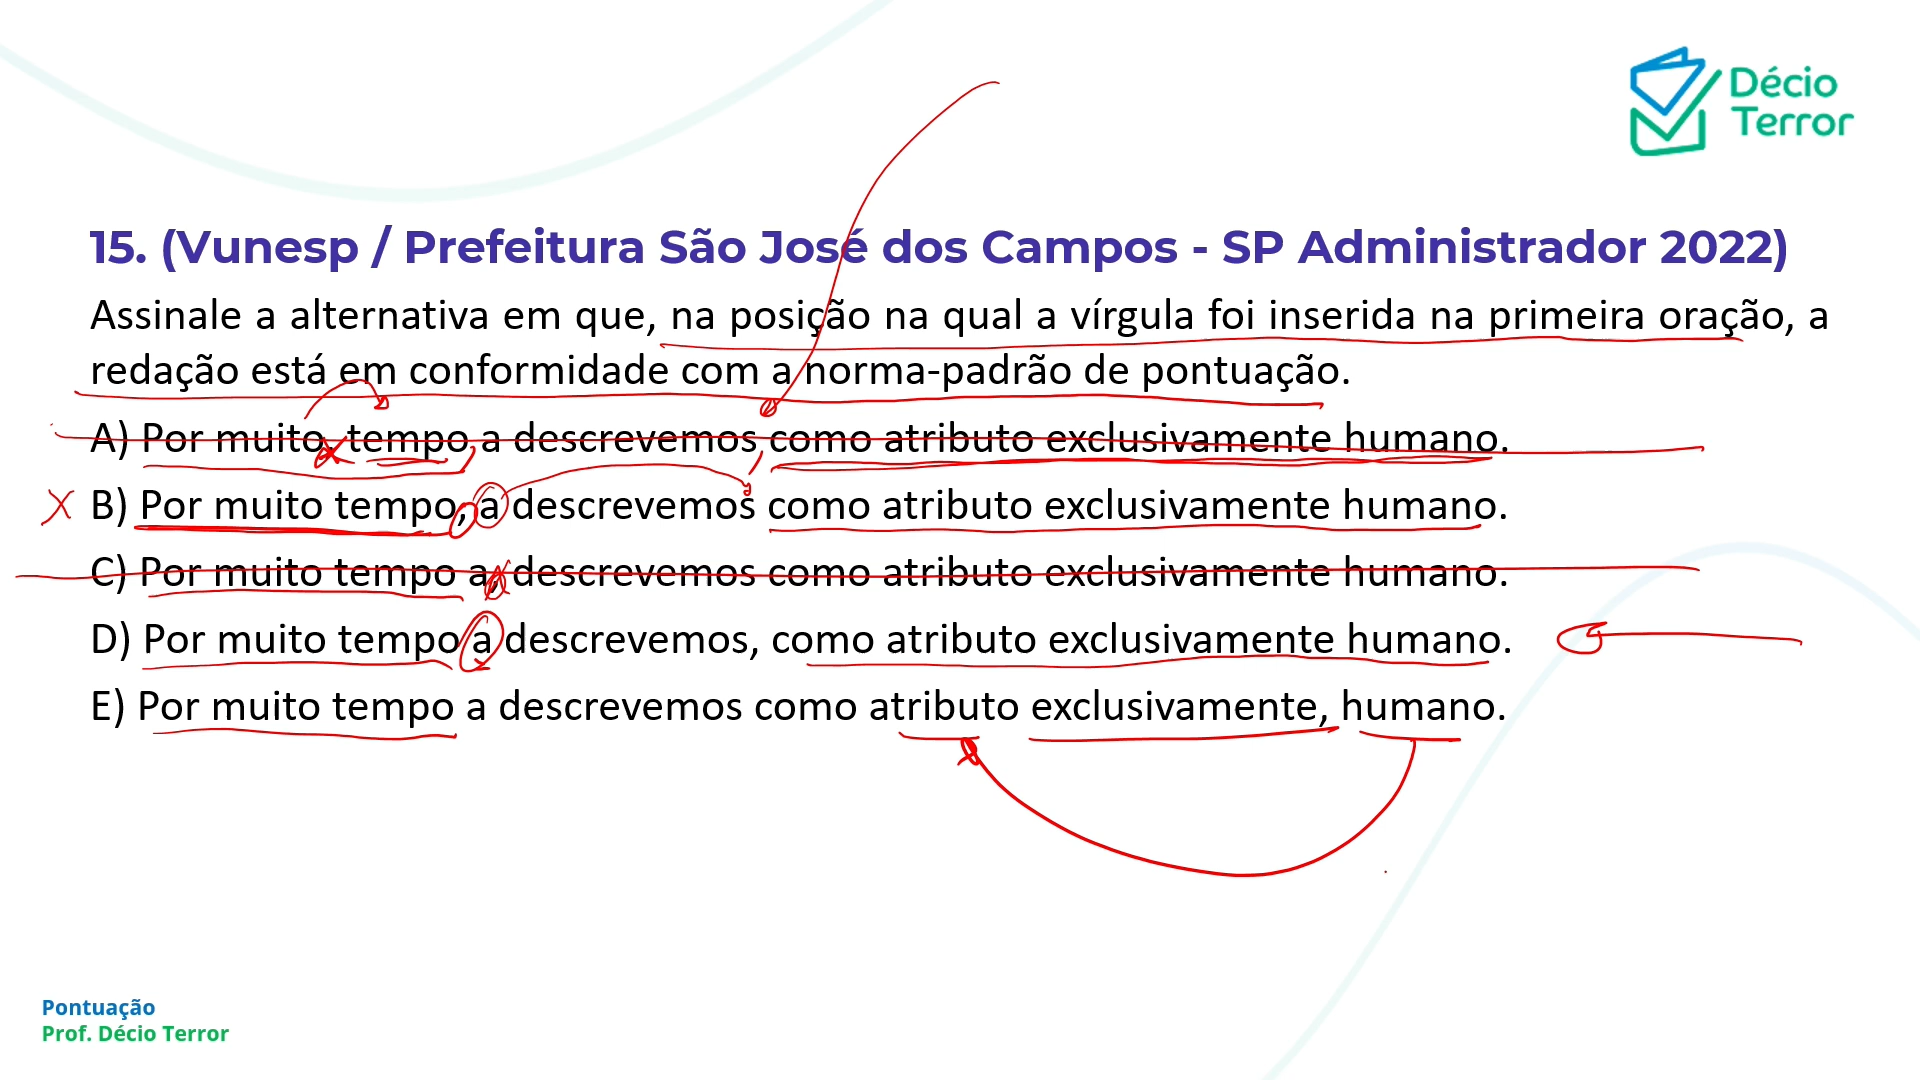 Décio
Terror
15. (Vunesp / Prefeitura São José dos Campos - SP Administrador 2022)
Assinale a alternativa em que, na posição na qual a vírgula foi inserida na primeira oração, a
redação está em conformidade com a norma-padrão de pontuação.
A) Por muito, tempo a descrevemos como atributo exclusivamente humano.
B) Por muito tempo, a descrevemos como atributo exclusivamente humano.
C) Por muito tempo a, descrevemos como atributo exclusivamente humano.
D) Por muito tempo a descrevemos, como atributo exclusivamente humano.
E) Por muito tempo a descrevemos como atributo exclusivamente, humano.
Pontuação
Prof. Décio Terror